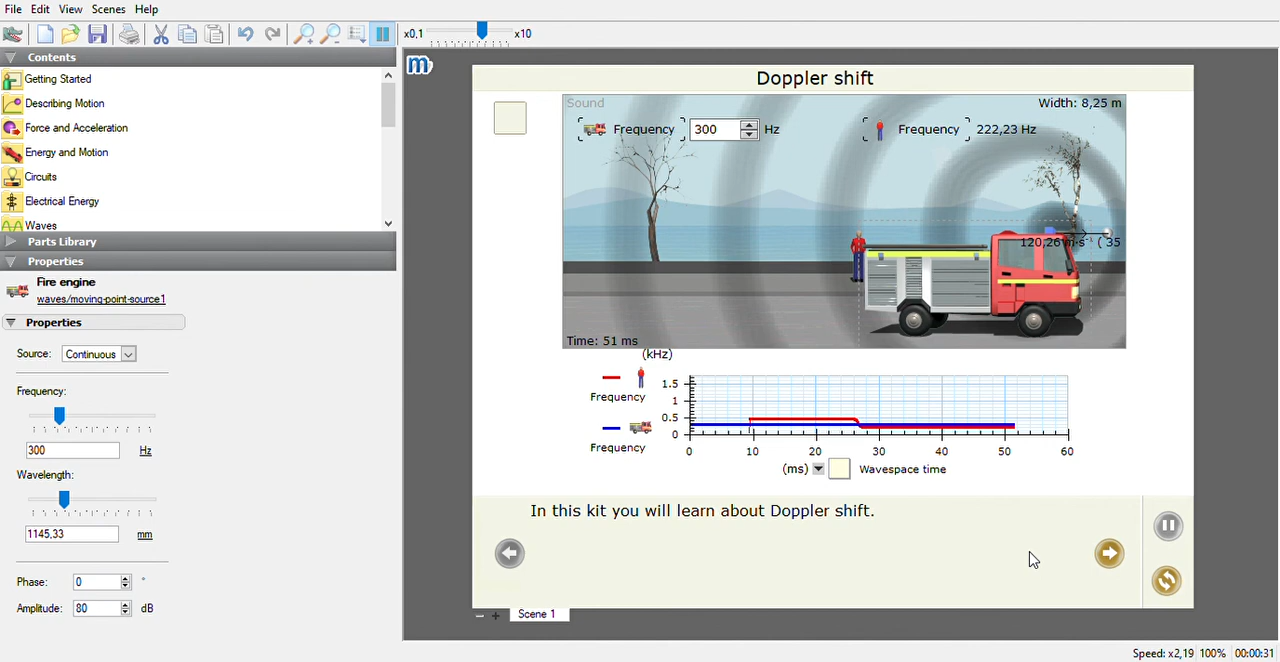 File Edit View Scenes Help
x0,1 x10
Contents
Getting Started
Describing Motion
Force and Acceleration
Energy and Motion
Circuits
Electrical Energy
Waves
Parts Library
Properties
Fire engine
waves/moving-point-source1
Properties
Source: Continuous
Frequency:
300 Hz
Wavelength:
1145,33 mm
Phase: 0 °
Amplitude: 80 dB
m
Doppler shift
Sound Width: 8,25 m
Frequency 300 Hz Frequency 222,23 Hz
120,26 m·s⁻¹ ( 35
Time: 51 ms
(kHz)
1.5
1
0.5
0
Frequency
Frequency
0 10 20 30 40 50 60
(ms) Wavespace time
In this kit you will learn about Doppler shift.
Scene 1
Speed: x2,19 100% 00:00:31